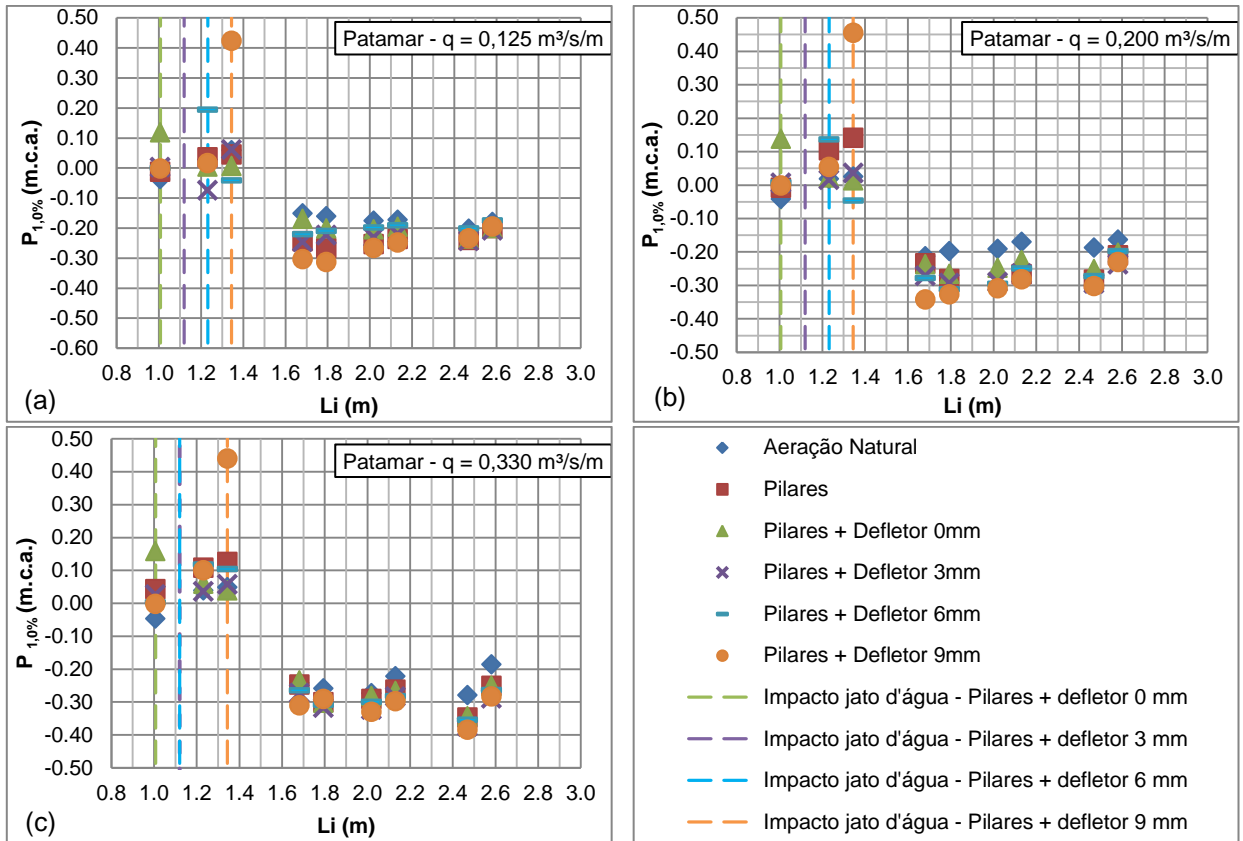 Patamar - q = 0,125 m³/s/m
0.50
0.40
0.30
0.20
0.10
0.00
-0.10
-0.20
-0.30
-0.40
-0.50
-0.60
P 1,0% (m.c.a.)
0.8 1.0 1.2 1.4 1.6 1.8 2.0 2.2 2.4 2.6 2.8 3.0
Li (m)
(a)
Patamar - q = 0,200 m³/s/m
0.50
0.40
0.30
0.20
0.10
0.00
-0.10
-0.20
-0.30
-0.40
-0.50
P 1,0% (m.c.a.)
0.8 1.0 1.2 1.4 1.6 1.8 2.0 2.2 2.4 2.6 2.8 3.0
Li (m)
(b)
Patamar - q = 0,330 m³/s/m
0.50
0.40
0.30
0.20
0.10
0.00
-0.10
-0.20
-0.30
-0.40
-0.50
P 1,0% (m.c.a.)
0.8 1.0 1.2 1.4 1.6 1.8 2.0 2.2 2.4 2.6 2.8 3.0
Li (m)
(c)
Aeração Natural
Pilares
Pilares + Defletor 0mm
Pilares + Defletor 3mm
Pilares + Defletor 6mm
Pilares + Defletor 9mm
Impacto jato d'água - Pilares + defletor 0 mm
Impacto jato d'água - Pilares + defletor 3 mm
Impacto jato d'água - Pilares + defletor 6 mm
Impacto jato d'água - Pilares + defletor 9 mm